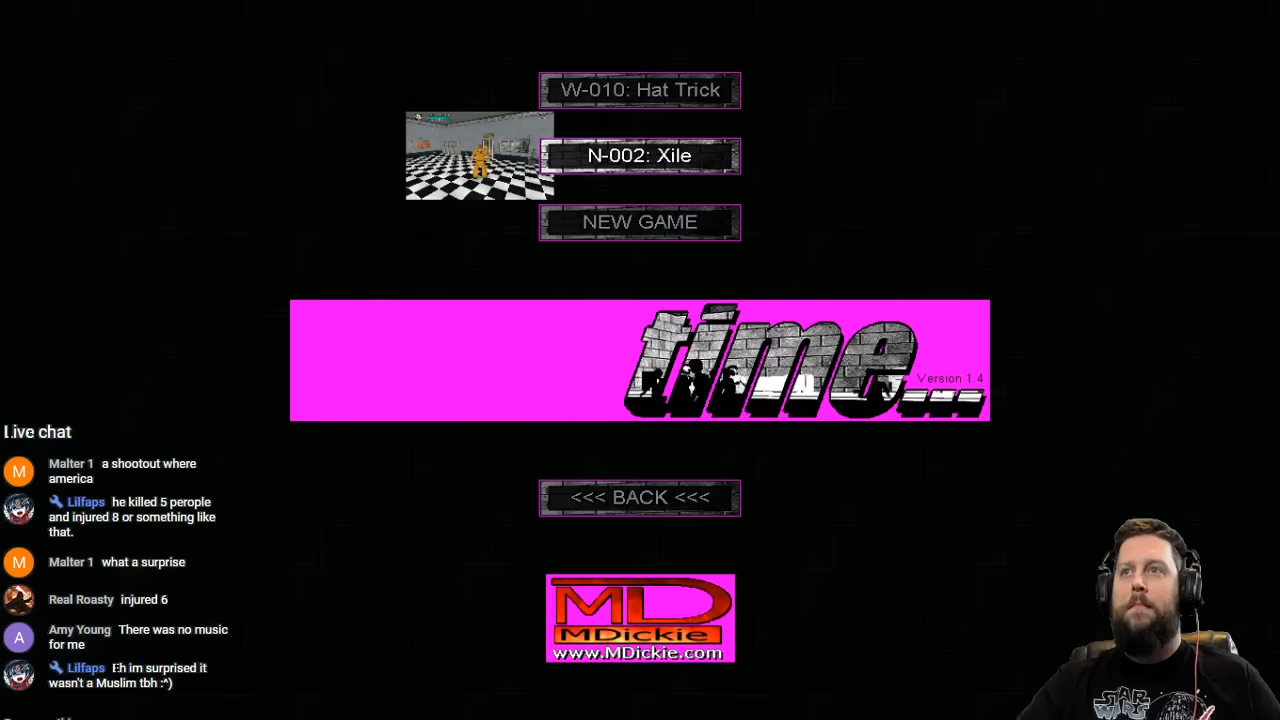 W-010: Hat Trick
N-002: Xile
NEW GAME
time...
Version 1.4
<<< BACK <<<
MD
MDickie
www.MDickie.com
Live chat
M Malter 1 a shootout where
america
Lilfaps he killed 5 perople
and injured 8 or something like
that.
M Malter 1 what a surprise
Real Roasty injured 6
A Amy Young There was no music
for me
Lilfaps Eh im surprised it
wasn't a Muslim tbh :^)
STAR
WARS